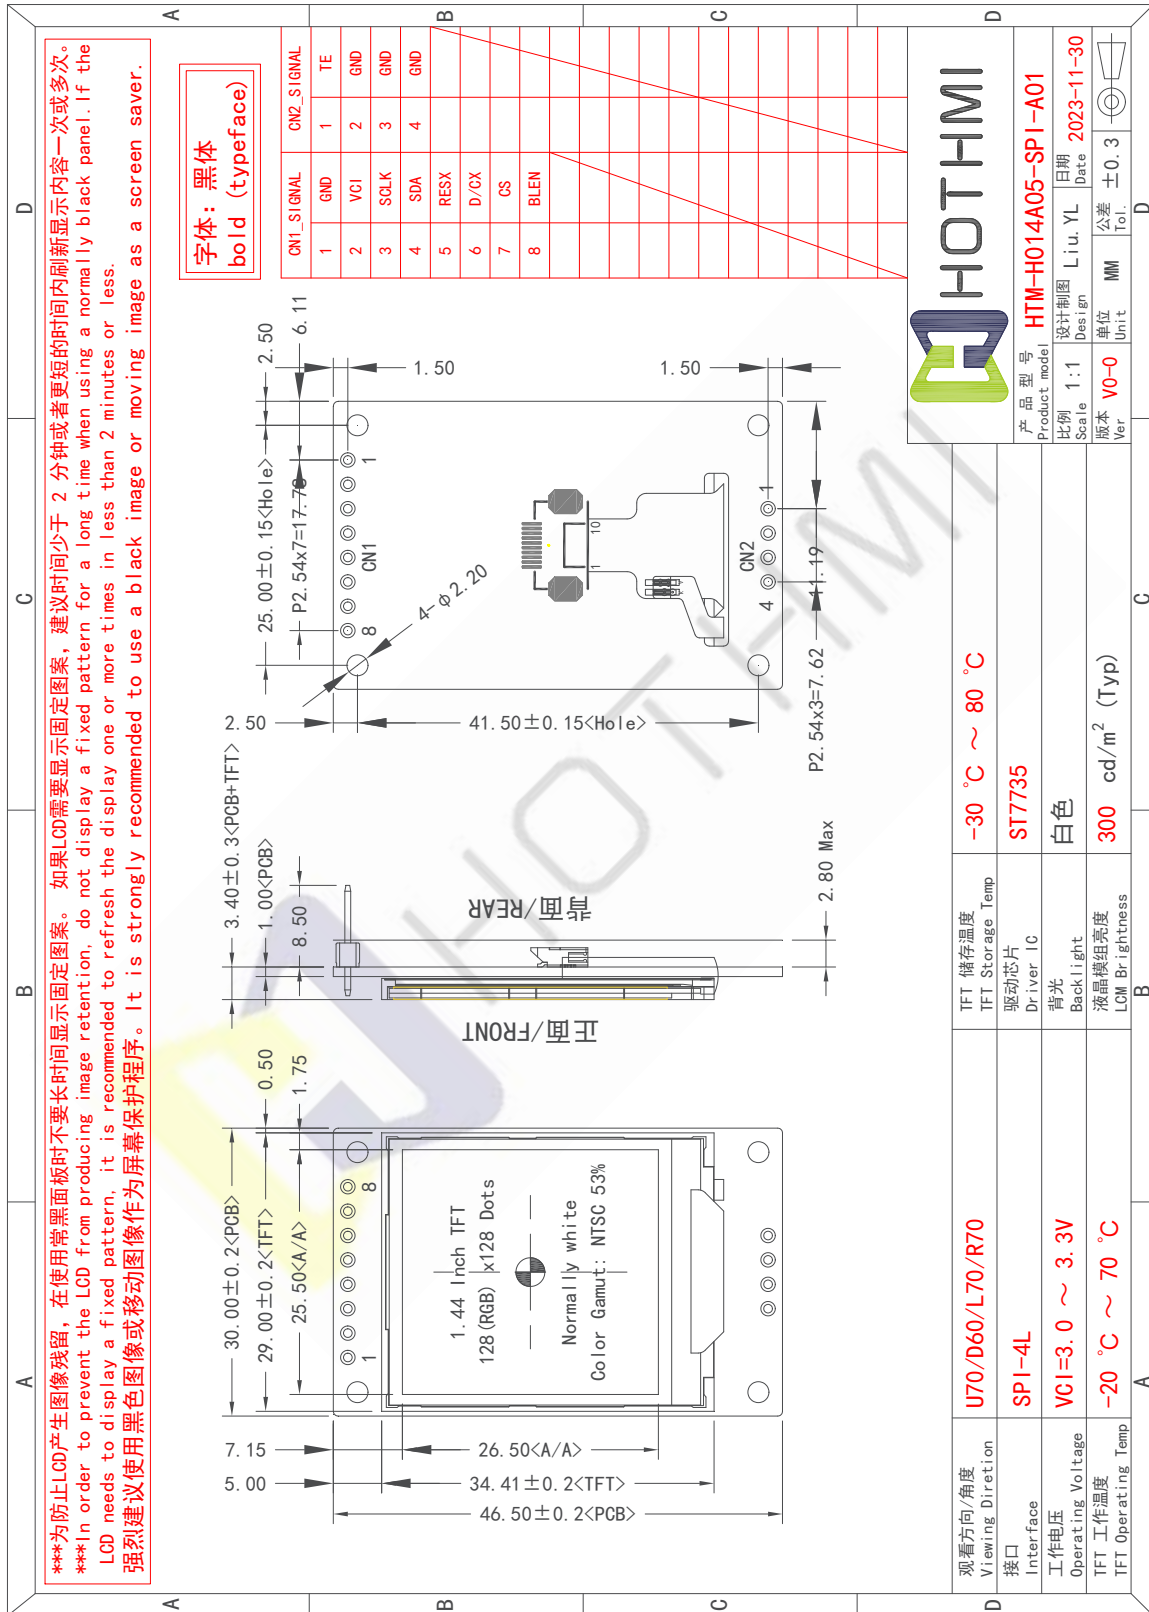 ***为防止LCD产生图像残留，在使用常黑面板时不要长时间显示固定图案。 如果LCD需要显示固定图案，建议时间少于 2 分钟或者更短的时间内刷新显示内容一次或多次。
***In order to prevent the LCD from producing image retention, do not display a fixed pattern for a long time when using a normally black panel.If the
LCD needs to display a fixed pattern, it is recommended to refresh the display one or more times in less than 2 minutes or less.
强烈建议使用黑色图像或移动图像作为屏幕保护程序。It is strongly recommended to use a black image or moving image as a screen saver.
字体：黑体
bold (typeface)
CN1_SIGNAL CN2_SIGNAL
1 GND 1 TE
2 VCI 2 GND
3 SCLK 3 GND
4 SDA 4 GND
5 RESX
6 D/CX
7 CS
8 BLEN
30.00±0.2<PCB>
29.00±0.2<TFT>
25.50<A/A>
0.50
1.75
7.15
5.00
26.50<A/A>
34.41±0.2<TFT>
46.50±0.2<PCB>
1
8
1.44 Inch TFT
128(RGB) x128 Dots
Normally white
Color Gamut: NTSC 53%
正面/FRONT
背面/REAR
3.40±0.3<PCB+TFT>
1.00<PCB>
8.50
2.80 Max
2.50
6.11
25.00±0.15<Hole>
P2.54x7=17.78
2.50
41.50±0.15<Hole>
1.50
1.50
4-φ2.20
8
CN1
1
1
10
4
CN2
1
11.19
P2.54x3=7.62
观看方向/角度
Viewing Diretion
U70/D60/L70/R70
接口
Interface
SPI-4L
工作电压
Operating Voltage
VCI=3.0 ～ 3.3V
TFT 工作温度
TFT Operating Temp
-20 ℃ ～ 70 ℃
TFT 储存温度
TFT Storage Temp
-30 ℃ ～ 80 ℃
驱动芯片
Driver IC
ST7735
背光
Backlight
白色
液晶模组亮度
LCM Brightness
300 cd/m² (Typ)
HOTHMI
产 品 型 号
Product model
HTM-H014A05-SPI-A01
比例
Scale
1:1
设计制图
Design
Liu.YL
日期
Date
2023-11-30
版本
Ver
V0-0
单位
Unit
MM
公差
Tol.
±0.3
A
B
C
D
A
B
C
D
A
B
C
D
A
B
C
D
HOTHMI